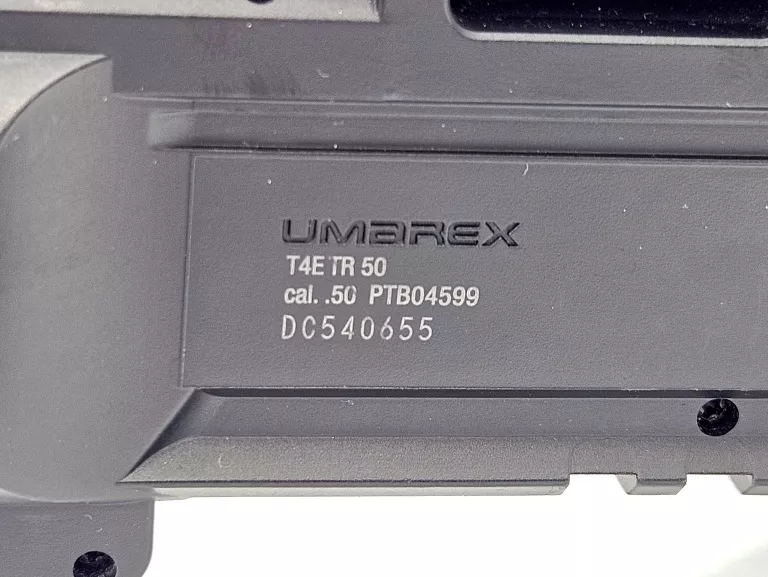 UMAREX
T4E TR 50
cal. .50 PTB04599
DC540655